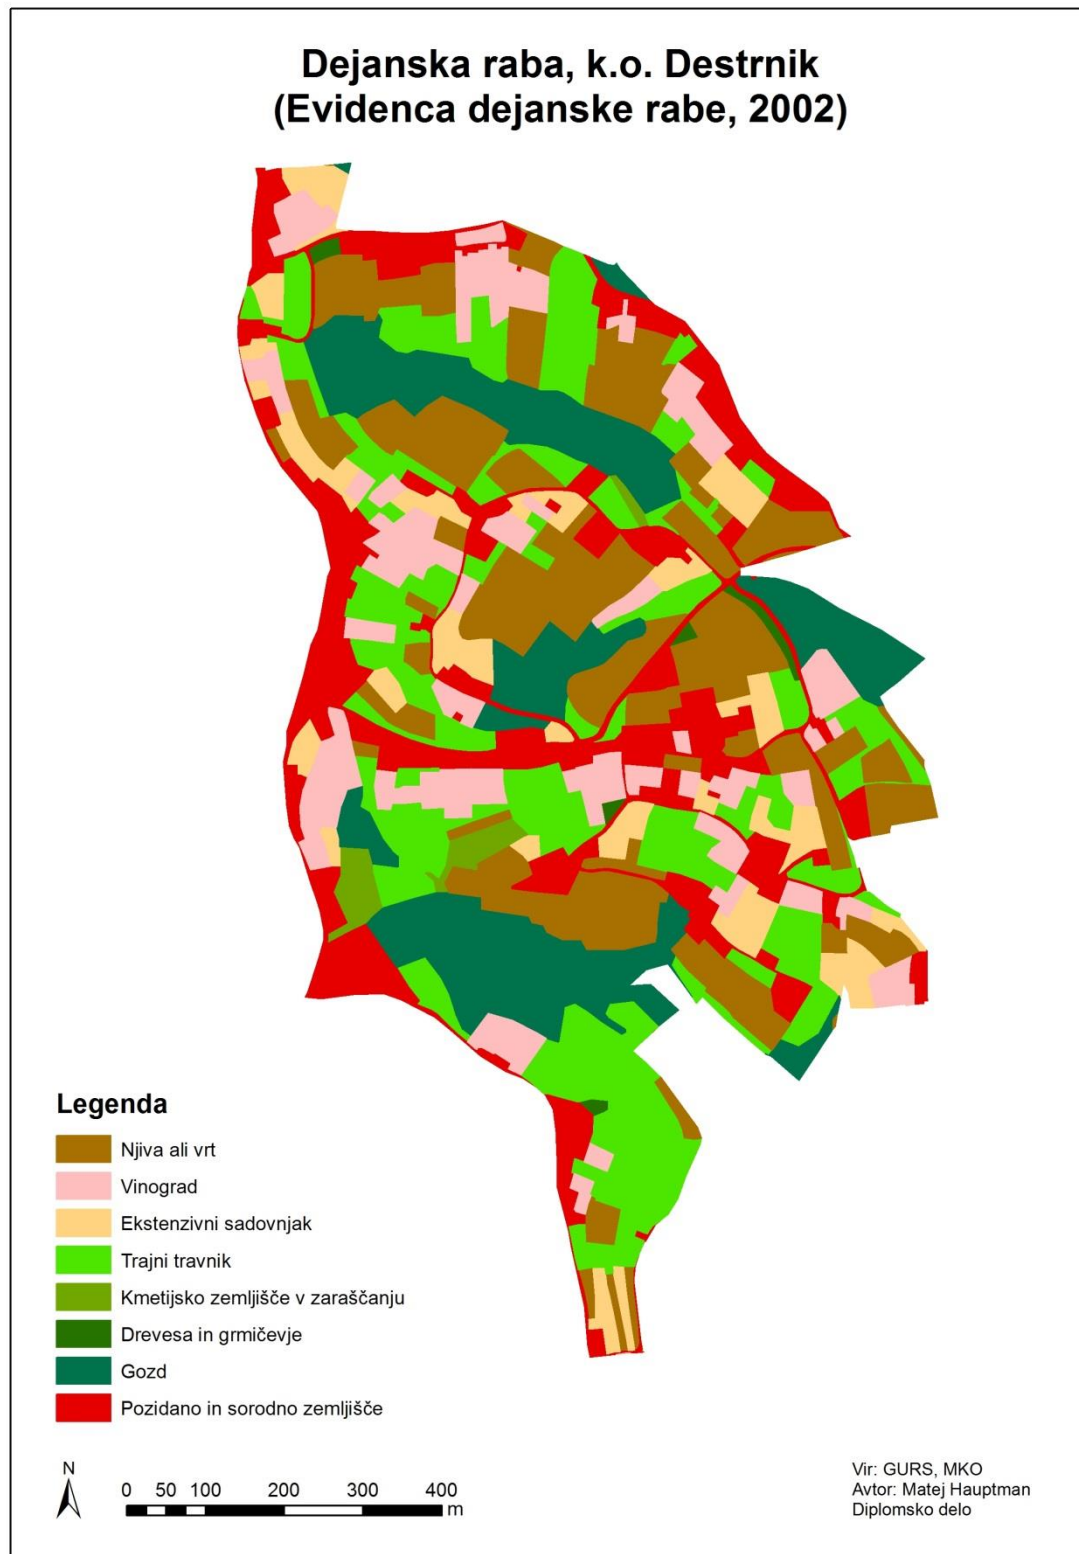 Dejanska raba, k.o. Destrnik
(Evidenca dejanske rabe, 2002)
Legenda
Njiva ali vrt
Vinograd
Ekstenzivni sadovnjak
Trajni travnik
Kmetijsko zemljišče v zaraščanju
Drevesa in grmičevje
Gozd
Pozidano in sorodno zemljišče
N
0 50 100 200 300 400
m
Vir: GURS, MKO
Avtor: Matej Hauptman
Diplomsko delo